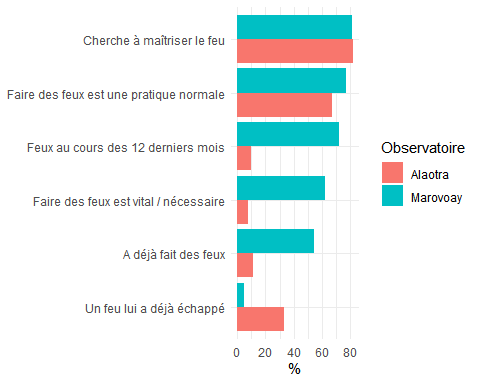 Cherche à maîtriser le feu
Faire des feux est une pratique normale
Feux au cours des 12 derniers mois
Faire des feux est vital / nécessaire
A déjà fait des feux
Un feu lui a déjà échappé
0 20 40 60 80
%
Observatoire
Alaotra
Marovoay